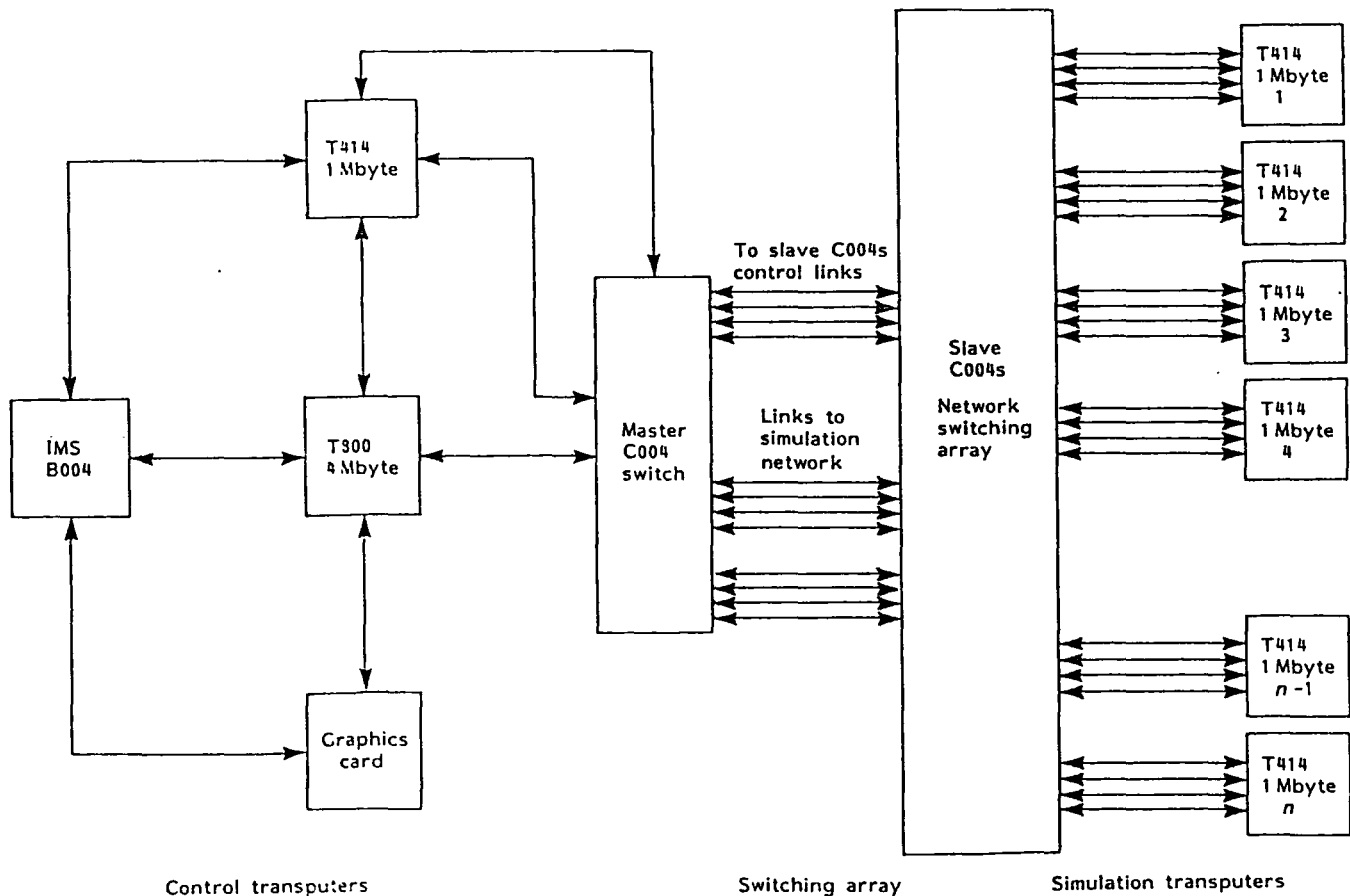 T414
1 Mbyte
IMS
B004
T800
4 Mbyte
Graphics
card
Master
C004
switch
To slave C004s
control links
Links to
simulation
network
Slave
C004s
Network
switching
array
T414
1 Mbyte
1
T414
1 Mbyte
2
T414
1 Mbyte
3
T414
1 Mbyte
4
T414
1 Mbyte
n-1
T414
1 Mbyte
n
Control transputers
Switching array
Simulation transputers